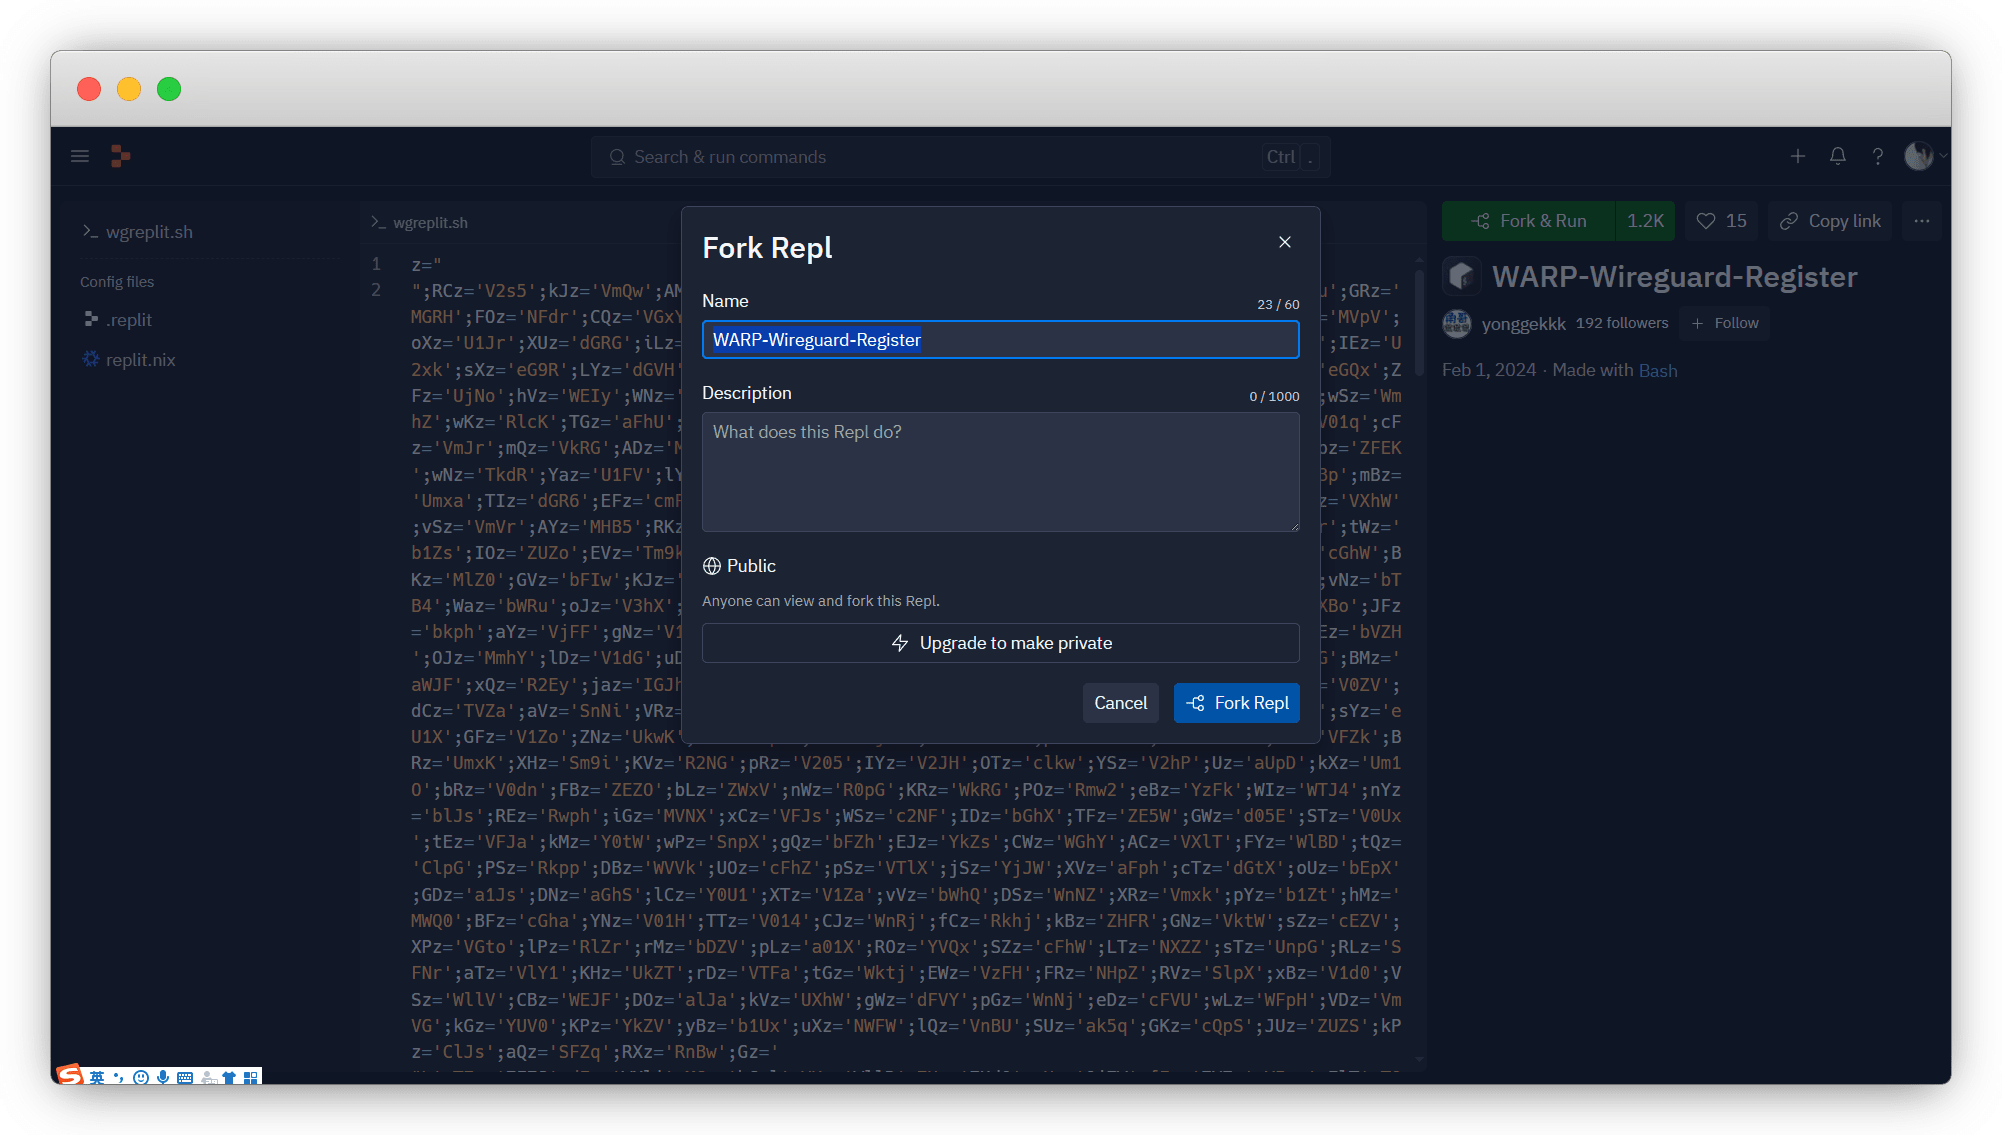 Search & run commands
Ctrl .
wgreplit.sh
Config files
.replit
replit.nix
wgreplit.sh
1 z="
2 ";RCz='V2s5';kJz='VmQw';AM
u';GRz='
MGRH';FOz='NFdr';CQz='VGxY
='MVpV';
oXz='U1Jr';XUz='dGRG';iLz=
';IEz='U
2xk';sXz='eG9R';LYz='dGVH'
'eGQx';Z
Fz='UjNo';hVz='WEIy';WNz='
;wSz='Wm
hZ';wKz='RlcK';TGz='aFhU';
V01q';cF
z='VmJr';mQz='VkRG';ADz='M
z='ZFEK
';wNz='TkdR';Yaz='U1FV';lY
3p';mBz=
'Umxa';TIz='dGR6';EFz='cmF
z='VXhW'
;vSz='VmVr';AYz='MHB5';RKz
r';tWz='
b1Zs';IOz='ZUZo';EVz='Tm9k
'cGhW';B
Kz='MlZ0';GVz='bFIw';KJz='
;vNz='bT
B4';Waz='bWRu';oJz='V3hX';
XBo';JFz
='bkph';aYz='VjFF';gNz='V1
Ez='bVZH
';OJz='MmhY';lDz='V1dG';uD
G';BMz='
aWJF';xQz='R2Ey';jaz='IGJh
='V0ZV';
dCz='TVZa';aVz='SnNi';VRz=
';sYz='e
U1X';GFz='V1Zo';ZNz='UkwK'
'VFZk';B
Rz='UmxK';XHz='Sm9i';KVz='R2NG';pRz='V205';IYz='V2JH';OTz='clkw';YSz='V2hP';Uz='aUpD';kXz='Um1
O';bRz='V0dn';FBz='ZEZO';bLz='ZWxV';nWz='R0pG';KRz='WkRG';POz='Rmw2';eBz='YzFk';WIz='WTJ4';nYz
='blJs';REz='Rwph';iGz='MVNX';xCz='VFJs';WSz='c2NF';IDz='bGhX';TFz='ZE5W';GWz='d05E';STz='V0Ux
';tEz='VFJa';kMz='Y0tW';wPz='SnpX';gQz='bFZh';EJz='YkZs';CWz='WGhY';ACz='VXlT';FYz='WlBD';tQz=
'ClpG';PSz='Rkpp';DBz='WVVk';UOz='cFhZ';pSz='VTlX';jSz='YjJW';XVz='aFph';cTz='dGtX';oUz='bEpX'
;GDz='a1Js';DNz='aGhS';lCz='Y0U1';XTz='V1Za';vVz='bWhQ';DSz='WnNZ';XRz='Vmxk';pYz='b1Zt';hMz='
MWQ0';BFz='cGha';YNz='V01H';TTz='V014';CJz='WnRj';fCz='Rkhj';kBz='ZHFR';GNz='VktW';sZz='cEZV';
XPz='VGto';lPz='RlZr';rMz='bDZV';pLz='a01X';ROz='YVQx';SZz='cFhW';LTz='NXZZ';sTz='UnpG';RLz='S
FNr';aTz='VlY1';KHz='UkZT';rDz='VTFa';tGz='Wktj';EWz='VzFH';FRz='NHpZ';RVz='SlpX';xBz='V1d0';V
Sz='WllV';CBz='WEJF';DOz='alJa';kVz='UXhW';gWz='dFVY';pGz='WnNj';eDz='cFVU';wLz='WFpH';VDz='Vm
VG';kGz='YUV0';KPz='YkZV';yBz='b1Ux';uXz='NWFW';lQz='VnBU';SUz='ak5q';GKz='cQpS';JUz='ZUZS';kP
z='ClJs';aQz='SFZq';RXz='RnBw';Gz='
Fork Repl
Name
23 / 60
WARP-Wireguard-Register
Description
0 / 1000
What does this Repl do?
Public
Anyone can view and fork this Repl.
Upgrade to make private
Cancel
Fork Repl
Fork & Run 1.2K
15
Copy link
WARP-Wireguard-Register
yonggekkk 192 followers + Follow
Feb 1, 2024 · Made with Bash
英